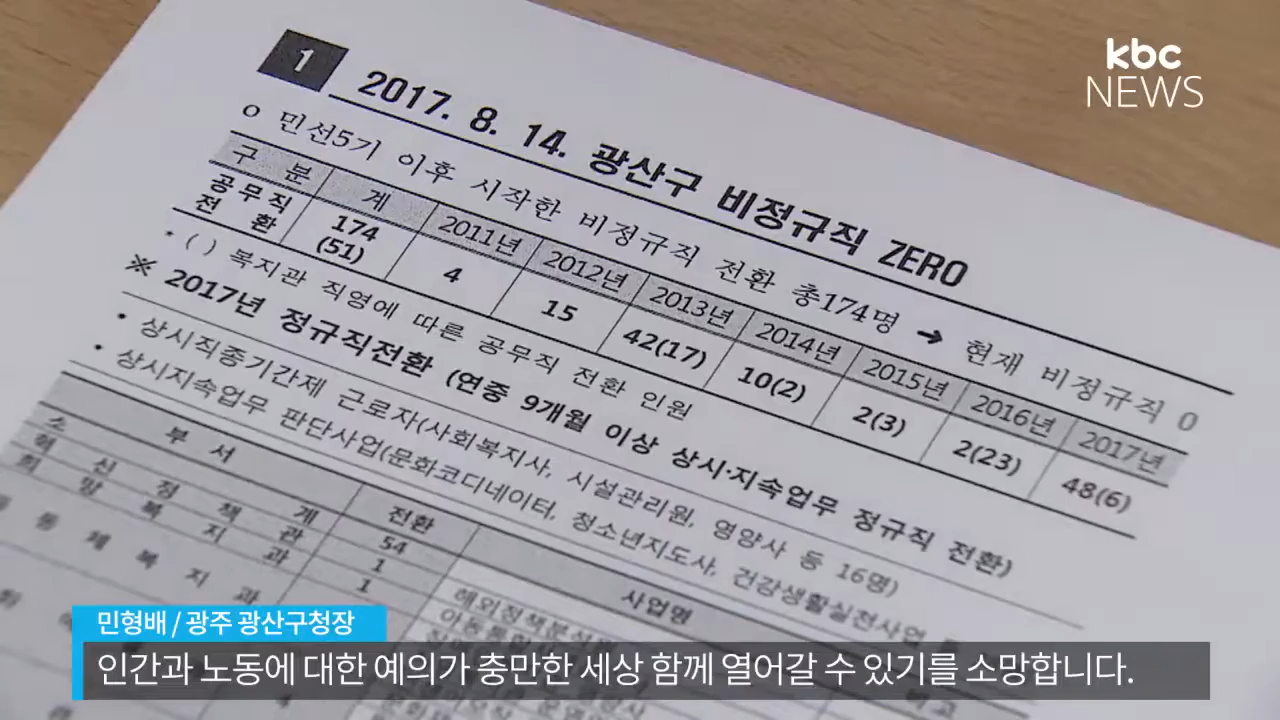 kbc
NEWS
1 2017. 8. 14. 광산구 비정규직 ZERO
o 민선5기 이후 시작한 비정규직 전환 총174명 → 현재 비정규직 0
구 분 계 2011년 2012년 2013년 2014년 2015년 2016년 2017년
공무직 전환 174 (51) 4 15 42(17) 10(2) 2(3) 2(23) 48(6)
* ( ) 복지관 직영에 따른 공무직 전환 인원
※ 2017년 정규직전환 (연중 9개월 이상 상시·지속업무 정규직 전환)
• 상시직종기간제 근로자(사회복지사, 시설관리원, 영양사 등 16명)
• 상시지속업무 판단사업(문화코디네이터, 청소년지도사, 건강생활실천사업
부 서 전환 사업명
소 계 54
혁 신 정 책 관 1
희 망 복 지 과 1
민형배 / 광주 광산구청장
인간과 노동에 대한 예의가 충만한 세상 함께 열어갈 수 있기를 소망합니다.